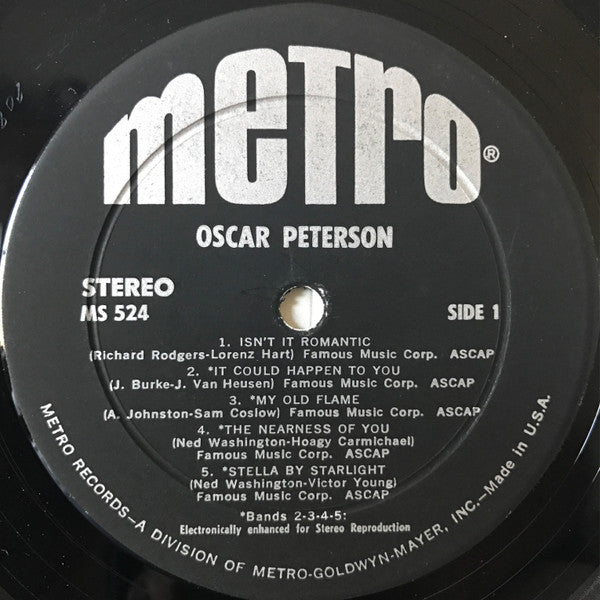 metro®
OSCAR PETERSON
STEREO
MS 524
SIDE 1
1. ISN'T IT ROMANTIC
(Richard Rodgers-Lorenz Hart) Famous Music Corp. ASCAP
2. *IT COULD HAPPEN TO YOU
(J. Burke-J. Van Heusen) Famous Music Corp. ASCAP
3. *MY OLD FLAME
(A. Johnston-Sam Coslow) Famous Music Corp. ASCAP
4. *THE NEARNESS OF YOU
(Ned Washington-Hoagy Carmichael)
Famous Music Corp. ASCAP
5. *STELLA BY STARLIGHT
(Ned Washington-Victor Young)
Famous Music Corp. ASCAP
*Bands 2-3-4-5:
Electronically enhanced for Stereo Reproduction
METRO RECORDS—A DIVISION OF METRO-GOLDWYN-MAYER, INC.—Made in U.S.A.